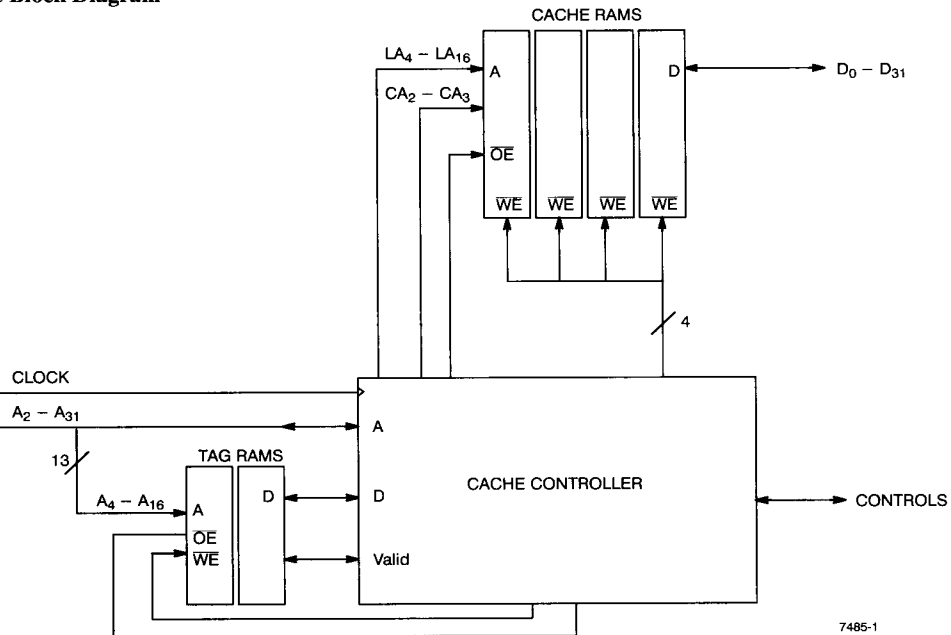 Block Diagram
CACHE RAMS
LA4 – LA16
A
D
D0 – D31
CA2 – CA3
OE
WE WE WE WE
4
CLOCK
A2 – A31
A
13
TAG RAMS
CACHE CONTROLLER
D
D
CONTROLS
A4 – A16
A
OE
WE
Valid
7485-1